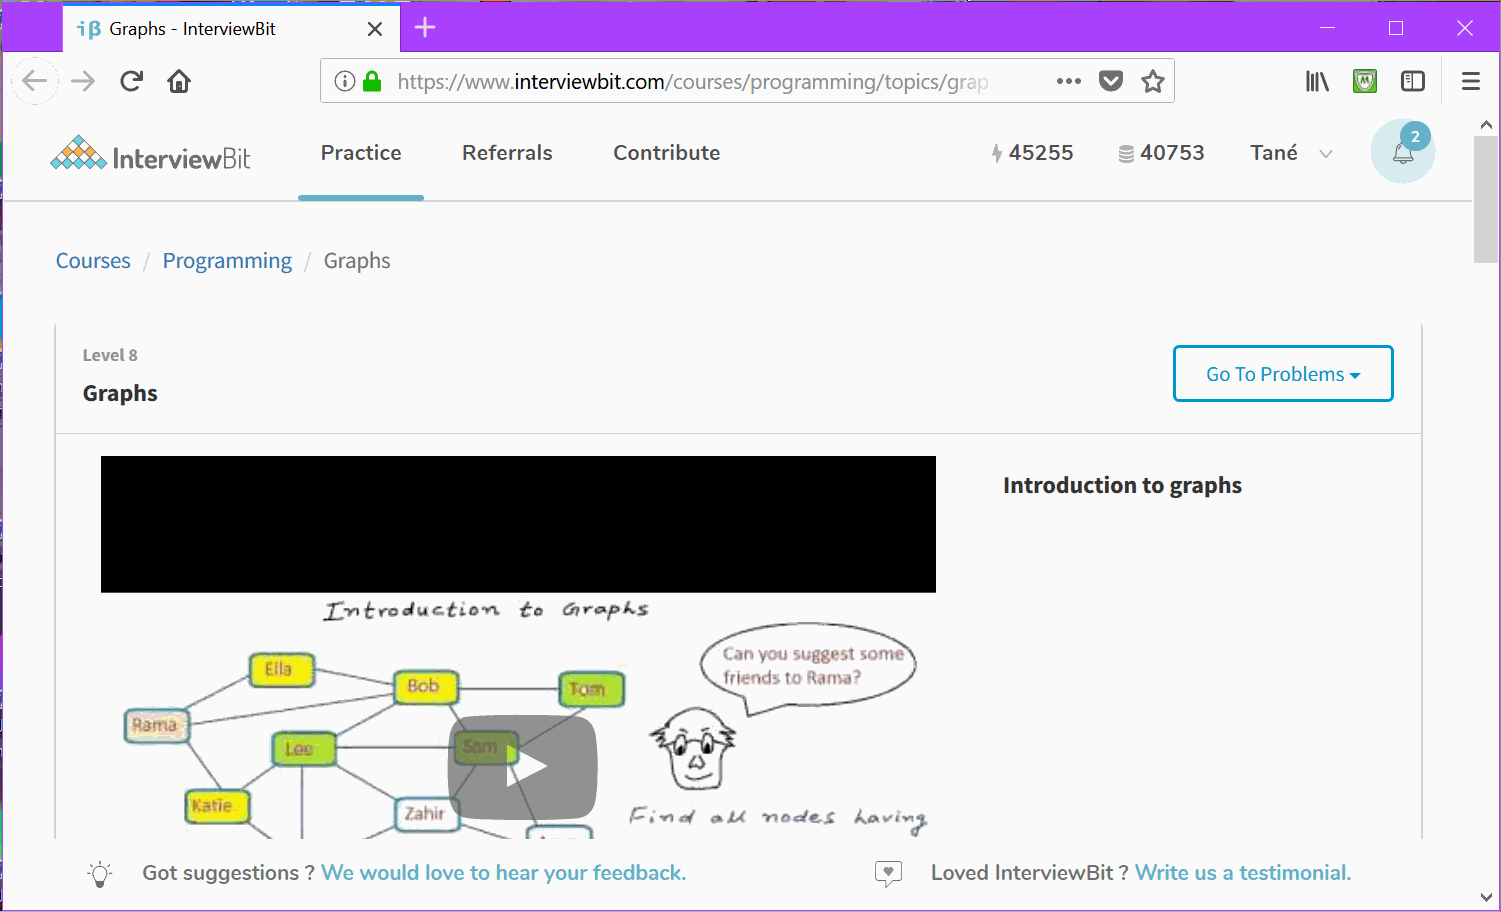 iβ Graphs - InterviewBit
https://www.interviewbit.com/courses/programming/topics/grap
InterviewBit
Practice
Referrals
Contribute
45255
40753
Tané
2
Courses / Programming / Graphs
Level 8
Graphs
Go To Problems
Introduction to graphs
Introduction to Graphs
Can you suggest some
friends to Rama?
Ella
Bob
Tom
Rama
Lee
Sam
Katie
Zahir
Find all nodes having
Got suggestions ? We would love to hear your feedback.
Loved InterviewBit ? Write us a testimonial.